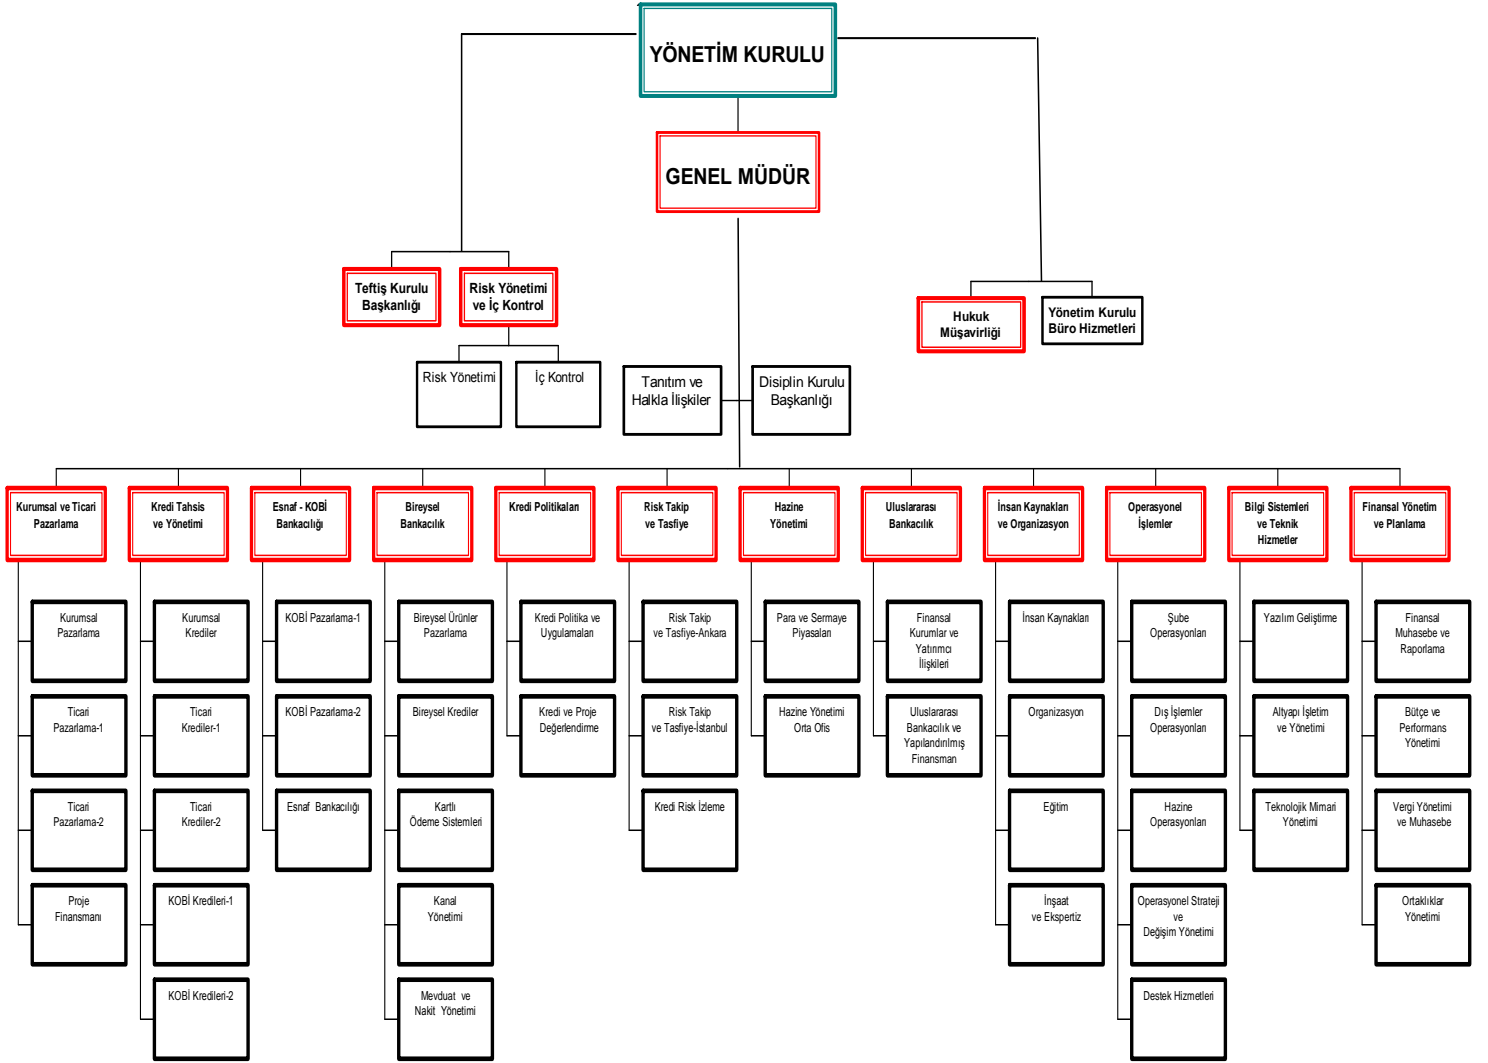 YÖNETİM KURULU
GENEL MÜDÜR
Teftiş Kurulu
Başkanlığı
Risk Yönetimi
ve İç Kontrol
Hukuk
Müşavirliği
Yönetim Kurulu
Büro Hizmetleri
Risk Yönetimi
İç Kontrol
Tanıtım ve
Halkla İlişkiler
Disiplin Kurulu
Başkanlığı
Kurumsal ve Ticari
Pazarlama
Kredi Tahsis
ve Yönetimi
Esnaf - KOBİ
Bankacılığı
Bireysel
Bankacılık
Kredi Politikaları
Risk Takip
ve Tasfiye
Hazine
Yönetimi
Uluslararası
Bankacılık
İnsan Kaynakları
ve Organizasyon
Operasyonel
İşlemler
Bilgi Sistemleri
ve Teknik
Hizmetler
Finansal Yönetim
ve Planlama
Kurumsal
Pazarlama
Kurumsal
Krediler
KOBİ Pazarlama-1
Bireysel Ürünler
Pazarlama
Kredi Politika ve
Uygulamaları
Risk Takip
ve Tasfiye-Ankara
Para ve Sermaye
Piyasaları
Finansal
Kurumlar ve
Yatırımcı
İlişkileri
İnsan Kaynakları
Şube
Operasyonları
Yazılım Geliştirme
Finansal
Muhasebe ve
Raporlama
Ticari
Pazarlama-1
Ticari
Krediler-1
KOBİ Pazarlama-2
Bireysel Krediler
Kredi ve Proje
Değerlendirme
Risk Takip
ve Tasfiye-İstanbul
Hazine Yönetimi
Orta Ofis
Uluslararası
Bankacılık ve
Yapılandırılmış
Finansman
Organizasyon
Dış İşlemler
Operasyonları
Altyapı İşletim
ve Yönetimi
Bütçe ve
Performans
Yönetimi
Ticari
Pazarlama-2
Ticari
Krediler-2
Esnaf Bankacılığı
Kartlı
Ödeme Sistemleri
Kredi Risk İzleme
Eğitim
Hazine
Operasyonları
Teknolojik Mimari
Yönetimi
Vergi Yönetimi
ve Muhasebe
Proje
Finansmanı
KOBİ Kredileri-1
Kanal
Yönetimi
İnşaat
ve Ekspertiz
Operasyonel Strateji
ve
Değişim Yönetimi
Ortaklıklar
Yönetimi
KOBİ Kredileri-2
Mevduat ve
Nakit Yönetimi
Destek Hizmetleri